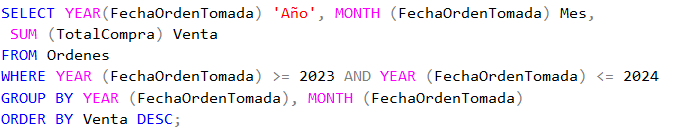 SELECT YEAR(FechaOrdenTomada) 'Año', MONTH (FechaOrdenTomada) Mes,
SUM (TotalCompra) Venta
FROM Ordenes
WHERE YEAR (FechaOrdenTomada) >= 2023 AND YEAR (FechaOrdenTomada) <= 2024
GROUP BY YEAR (FechaOrdenTomada), MONTH (FechaOrdenTomada)
ORDER BY Venta DESC;